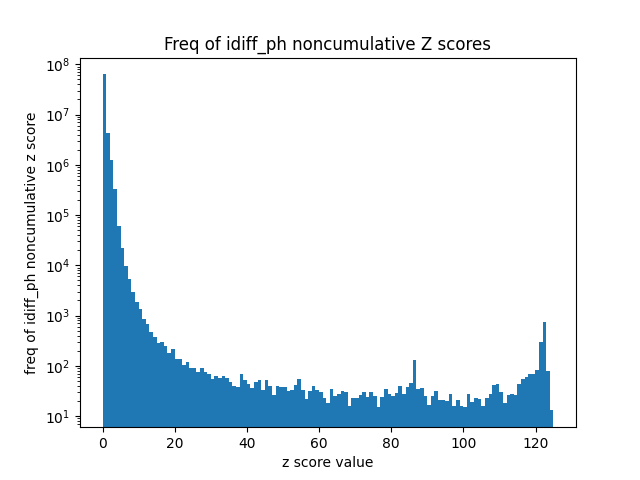 Freq of idiff_ph noncumulative Z scores
freq of idiff_ph noncumulative z score
10^8
10^7
10^6
10^5
10^4
10^3
10^2
10^1
0 20 40 60 80 100 120
z score value